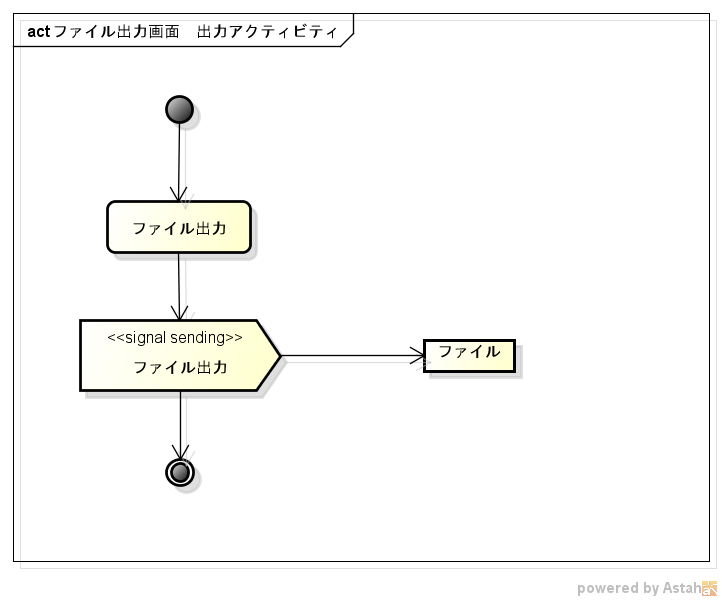 act ファイル出力画面　出力アクティビティ
ファイル出力
<<signal sending>>
ファイル出力
ファイル
powered by Astah